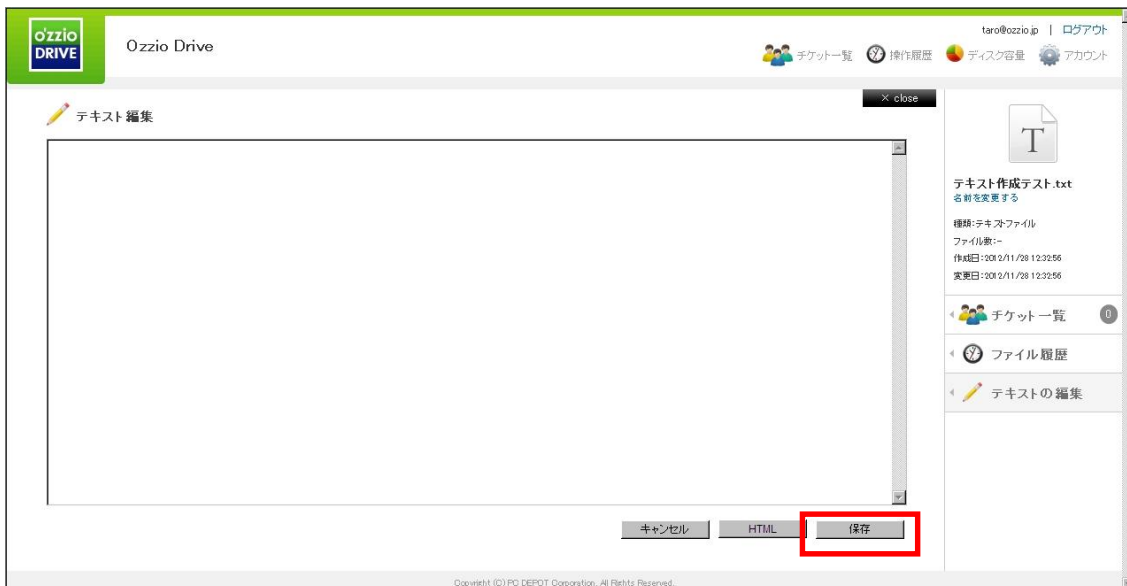 o'zzio
DRIVE
Ozzio Drive
taro@ozzio.jp | ログアウト
チケット一覧 操作履歴 ディスク容量 アカウント
× close
テキスト編集
T
テキスト作成テスト.txt
名前を変更する
種類:テキストファイル
ファイル数:-
作成日:2012/11/28 12:32:56
変更日:2012/11/28 12:32:56
チケット一覧 0
ファイル履歴
テキストの編集
キャンセル HTML 保存
Copyright (C) PC DEPOT Corporation. All Rights Reserved.